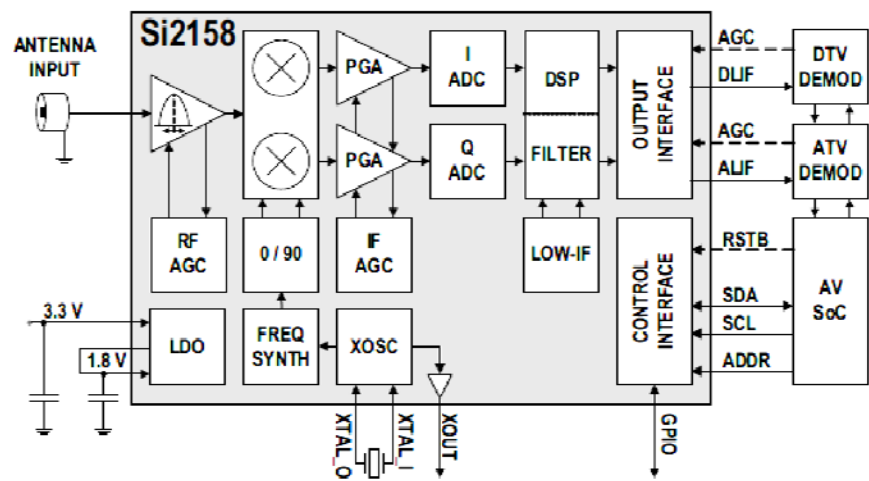 Si2158
ANTENNA
INPUT
PGA
PGA
I
ADC
Q
ADC
DSP
FILTER
OUTPUT
INTERFACE
AGC
DLIF
AGC
ALIF
DTV
DEMOD
ATV
DEMOD
RF
AGC
0 / 90
IF
AGC
LOW-IF
CONTROL
INTERFACE
RSTB
SDA
SCL
ADDR
AV
SoC
3.3 V
1.8 V
LDO
FREQ
SYNTH
XOSC
XTAL_O
XTAL_I
XOUT
GPIO